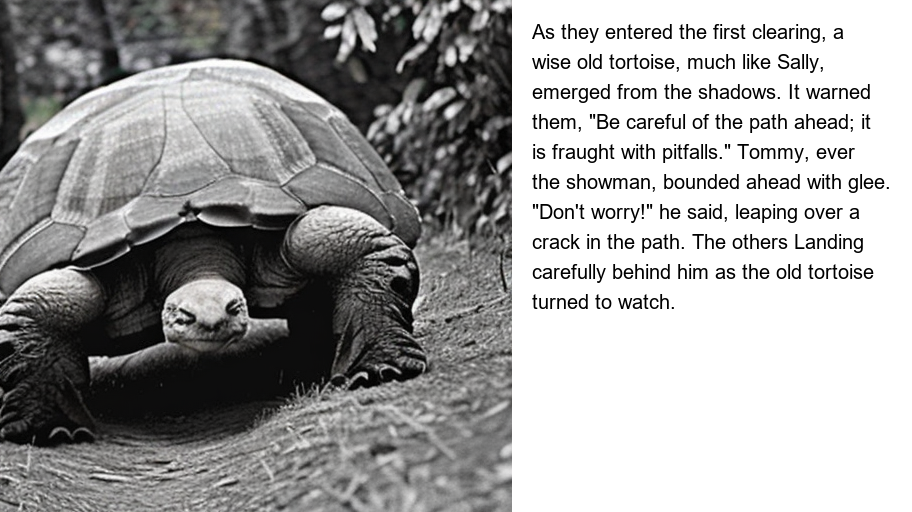 As they entered the first clearing, a
wise old tortoise, much like Sally,
emerged from the shadows. It warned
them, "Be careful of the path ahead; it
is fraught with pitfalls." Tommy, ever
the showman, bounded ahead with glee.
"Don't worry!" he said, leaping over a
crack in the path. The others Landing
carefully behind him as the old tortoise
turned to watch.